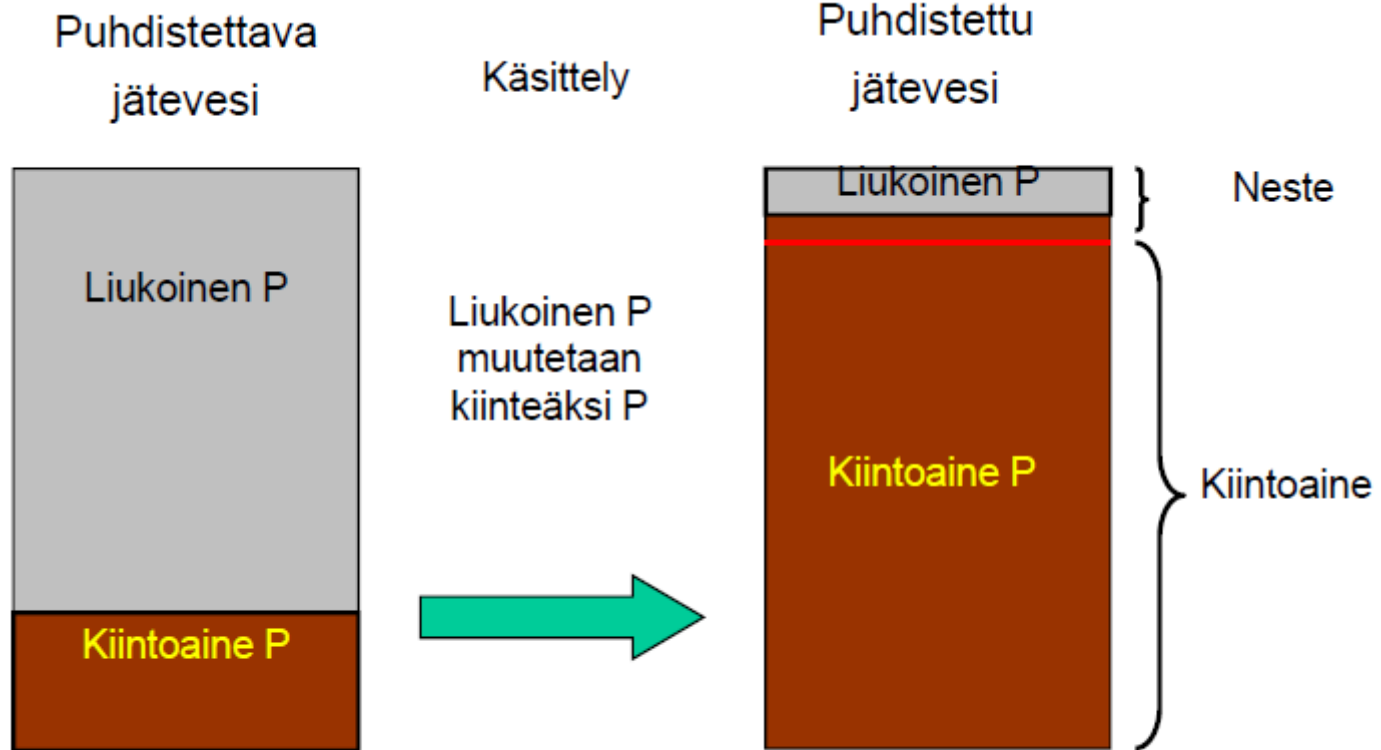 Puhdistettava
jätevesi
Käsittely
Puhdistettu
jätevesi
Liukoinen P
Kiintoaine P
Liukoinen P
muutetaan
kiinteäksi P
Liukoinen P
Kiintoaine P
Neste
Kiintoaine